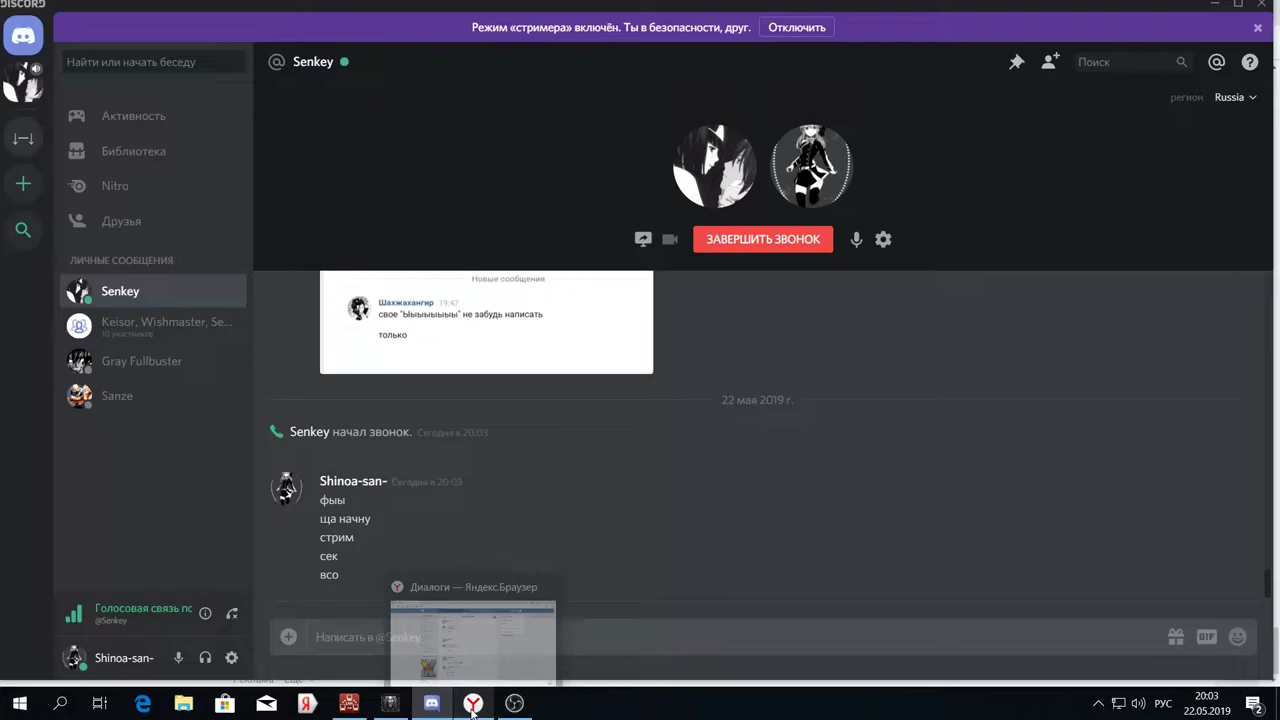 DISCORD
Режим «стримера» включён. Ты в безопасности, друг.
Отключить
Найти или начать беседу
Senkey
Поиск
регион
Russia
Активность
Библиотека
Nitro
Друзья
ЛИЧНЫЕ СООБЩЕНИЯ
Senkey
Keisor, Wishmaster, Se...
10 участников
Gray Fullbuster
Sanze
ЗАВЕРШИТЬ ЗВОНОК
Новые сообщения
Шахжахангир 19:47
свое "Ыыыыыыыы" не забудь написать
только
22 мая 2019 г.
Senkey начал звонок. Сегодня в 20:03
Shinoa-san- Сегодня в 20:03
фыы
ща начну
стрим
сек
всо
Диалоги — Яндекс.Браузер
Голосовая связь по
@Senkey
Написать в @Senkey
GIF
Shinoa-san-
РУС
20:03
22.05.2019
2